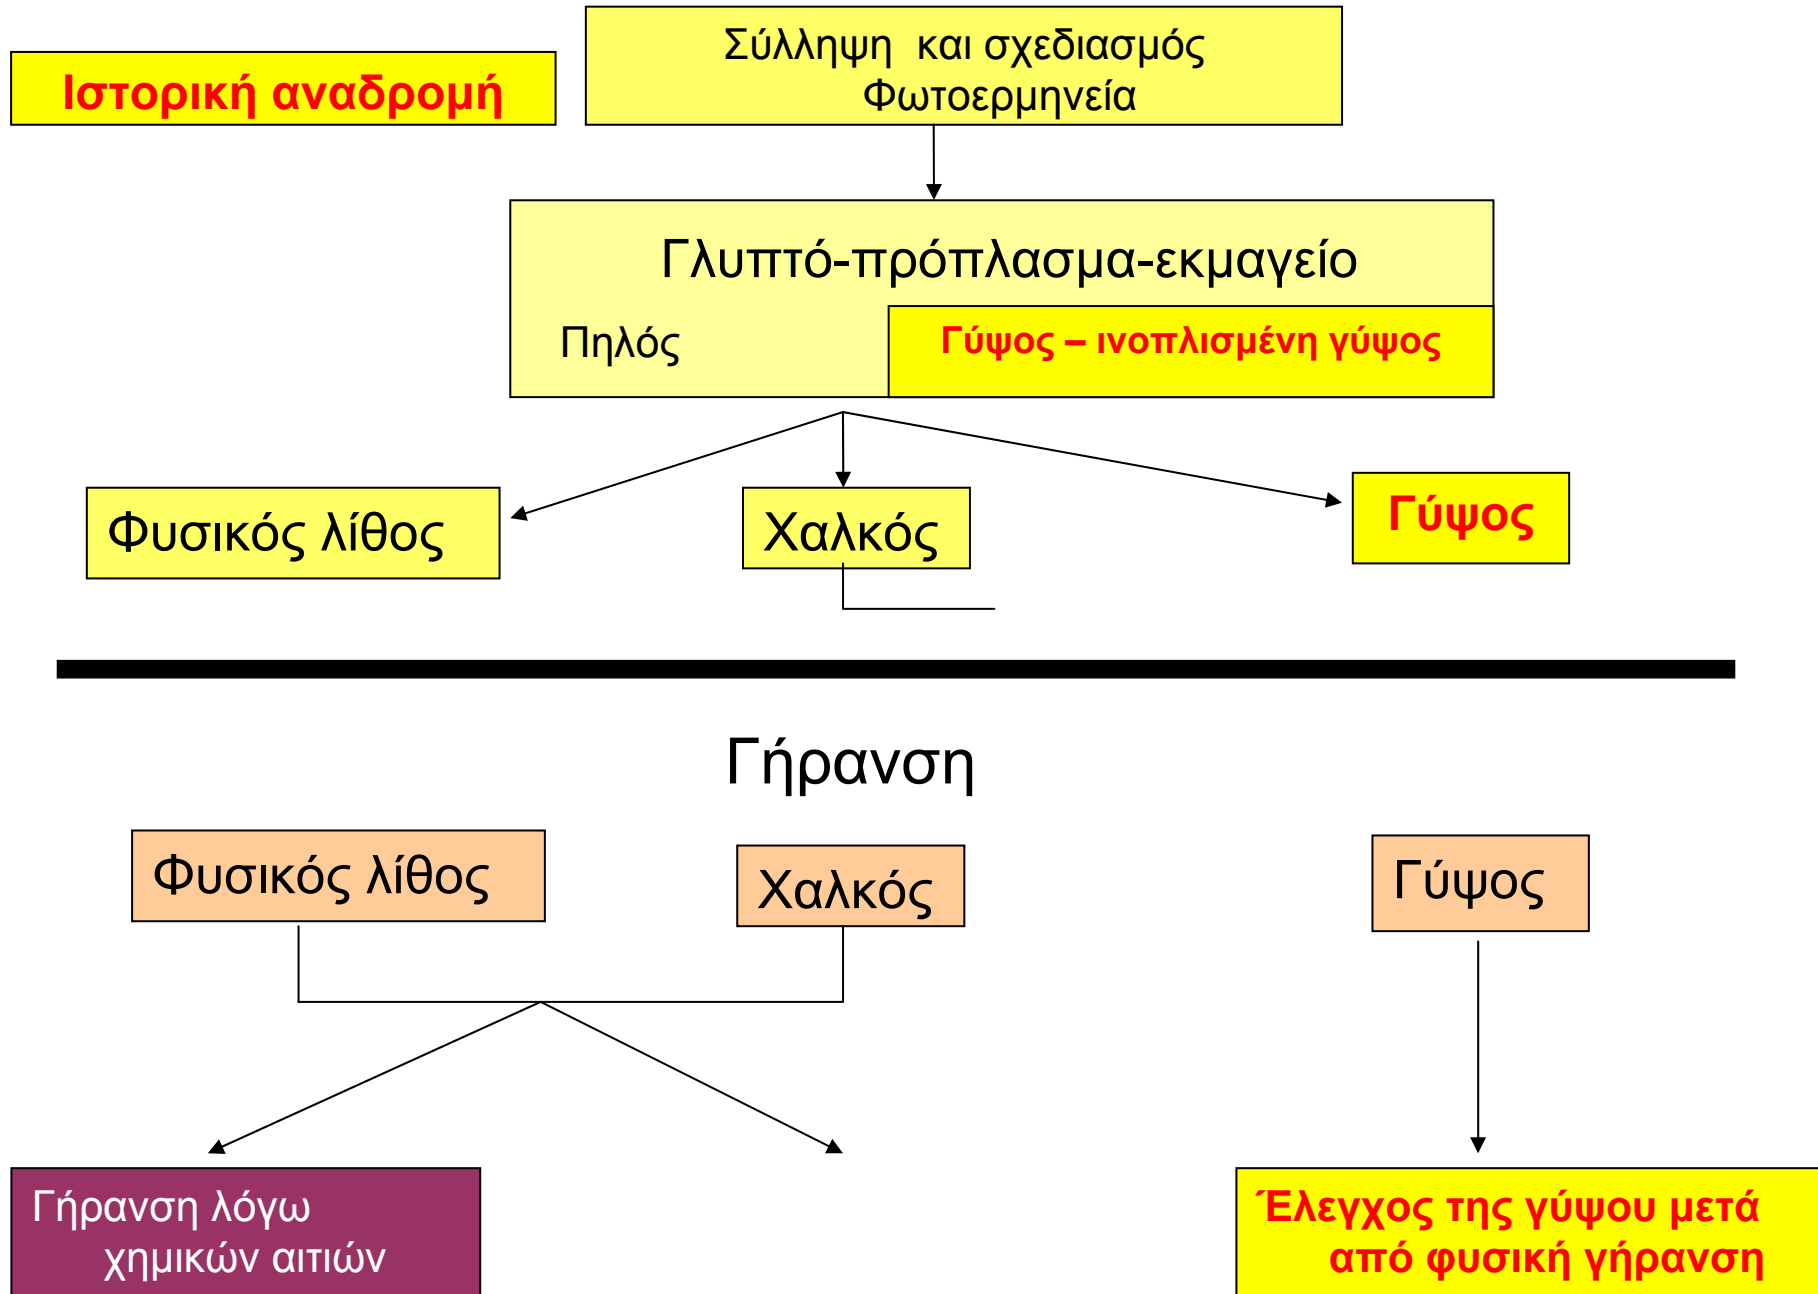 Ιστορική αναδρομή
Σύλληψη και σχεδιασμός
Φωτοερμηνεία
Γλυπτό-πρόπλασμα-εκμαγείο
Πηλός
Γύψος – ινοπλισμένη γύψος
Φυσικός λίθος
Χαλκός
Γύψος
Γήρανση
Φυσικός λίθος
Χαλκός
Γύψος
Γήρανση λόγω
χημικών αιτιών
Έλεγχος της γύψου μετά
από φυσική γήρανση